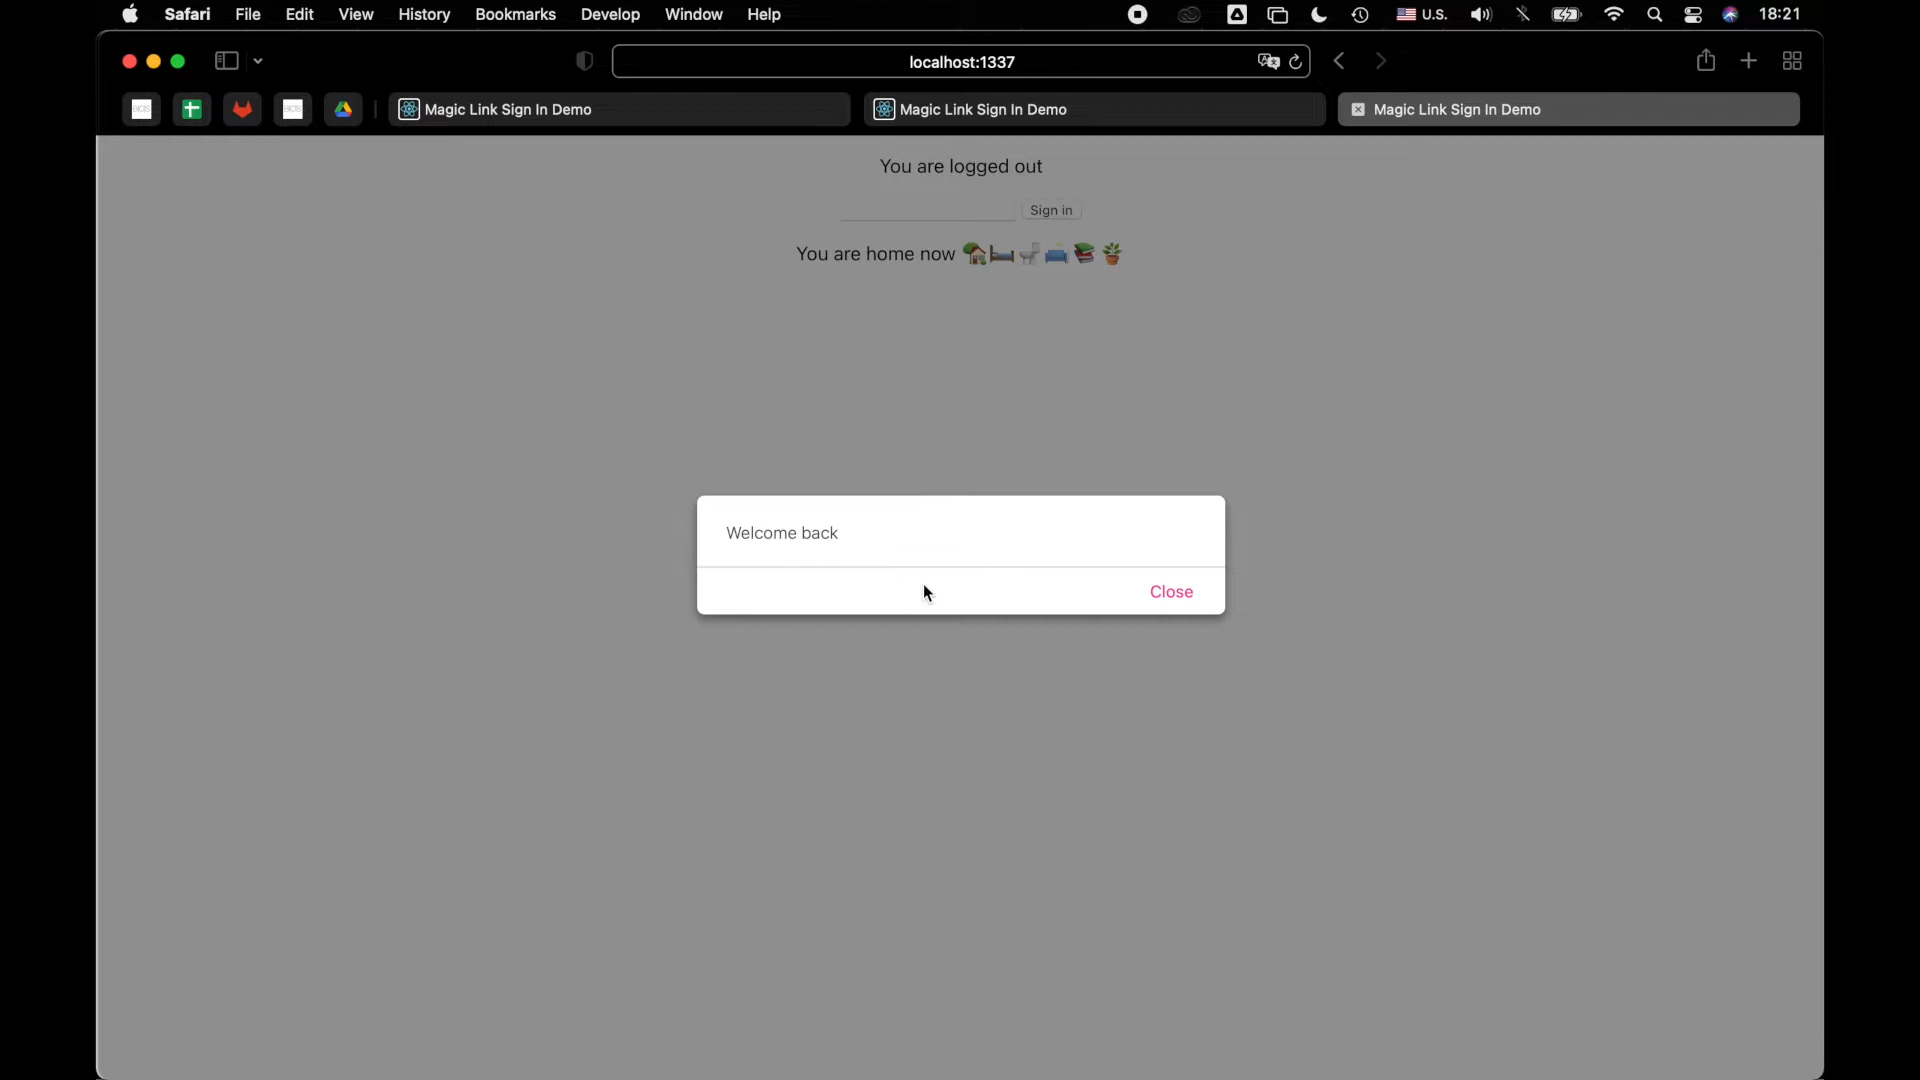 Safari File Edit View History Bookmarks Develop Window Help U.S. 18:21
localhost:1337
Magic Link Sign In Demo Magic Link Sign In Demo Magic Link Sign In Demo
You are logged out
Sign in
You are home now
Welcome back
Close